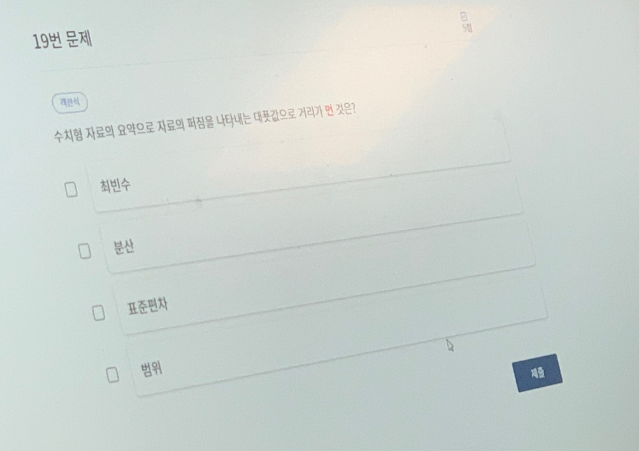 19번 문제
5점
객관식
수치형 자료의 요약으로 자료의 퍼짐을 나타내는 대푯값으로 거리가 먼 것은?
최빈수
분산
표준편차
범위
제출